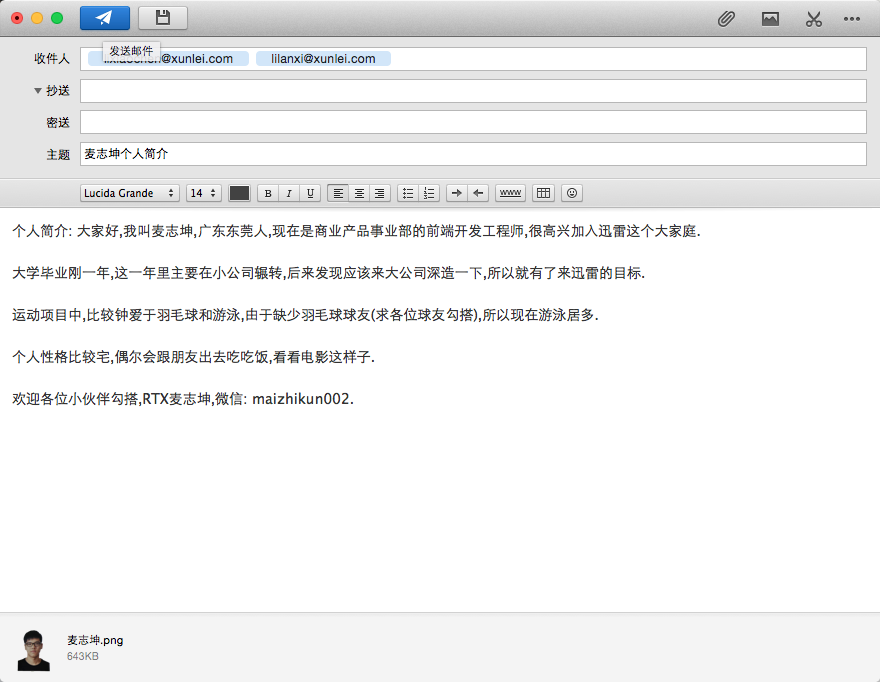 发送邮件
收件人 @xunlei.com lilanxi@xunlei.com
抄送
密送
主题 麦志坤个人简介
Lucida Grande 14 B I U www
个人简介: 大家好,我叫麦志坤,广东东莞人,现在是商业产品事业部的前端开发工程师,很高兴加入迅雷这个大家庭.
大学毕业刚一年,这一年里主要在小公司辗转,后来发现应该来大公司深造一下,所以就有了来迅雷的目标.
运动项目中,比较钟爱于羽毛球和游泳,由于缺少羽毛球球友(求各位球友勾搭),所以现在游泳居多.
个人性格比较宅,偶尔会跟朋友出去吃吃饭,看看电影这样子.
欢迎各位小伙伴勾搭,RTX麦志坤,微信: maizhikun002.
麦志坤.png
643KB